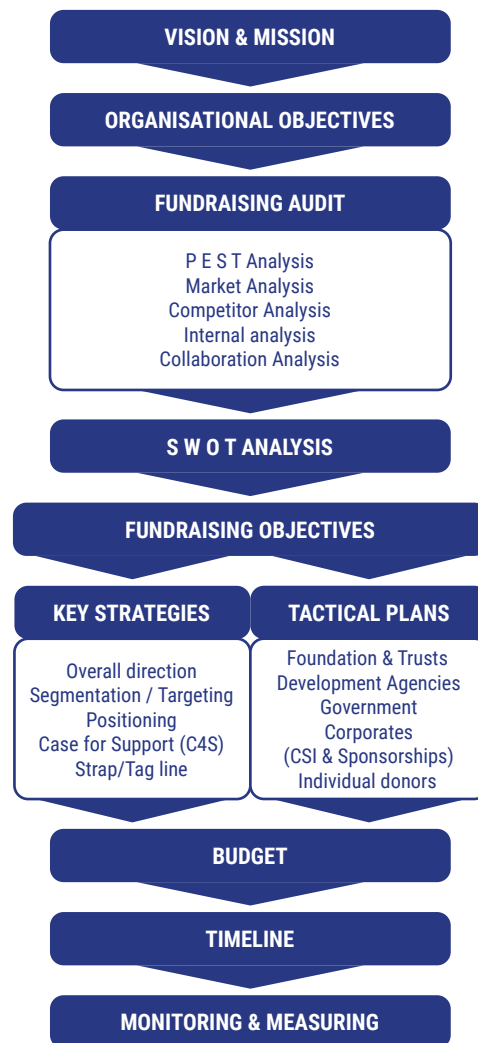 VISION & MISSION
ORGANISATIONAL OBJECTIVES
FUNDRAISING AUDIT
P E S T Analysis
Market Analysis
Competitor Analysis
Internal analysis
Collaboration Analysis
S W O T ANALYSIS
FUNDRAISING OBJECTIVES
KEY STRATEGIES
Overall direction
Segmentation / Targeting
Positioning
Case for Support (C4S)
Strap/Tag line
TACTICAL PLANS
Foundation & Trusts
Development Agencies
Government
Corporates
(CSI & Sponsorships)
Individual donors
BUDGET
TIMELINE
MONITORING & MEASURING